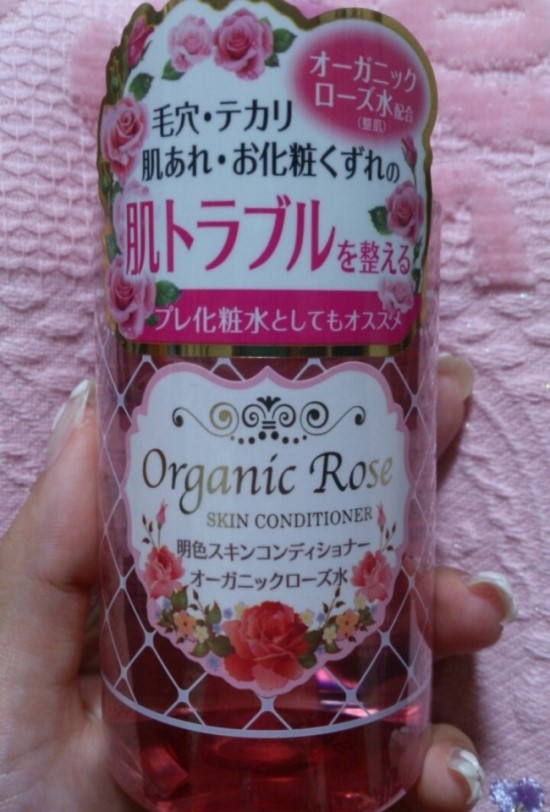 オーガニック
ローズ水配合
(整肌)
毛穴・テカリ
肌あれ・お化粧くずれの
肌トラブルを整える
プレ化粧水としてもオススメ
Organic Rose
SKIN CONDITIONER
明色スキンコンディショナー
オーガニックローズ水